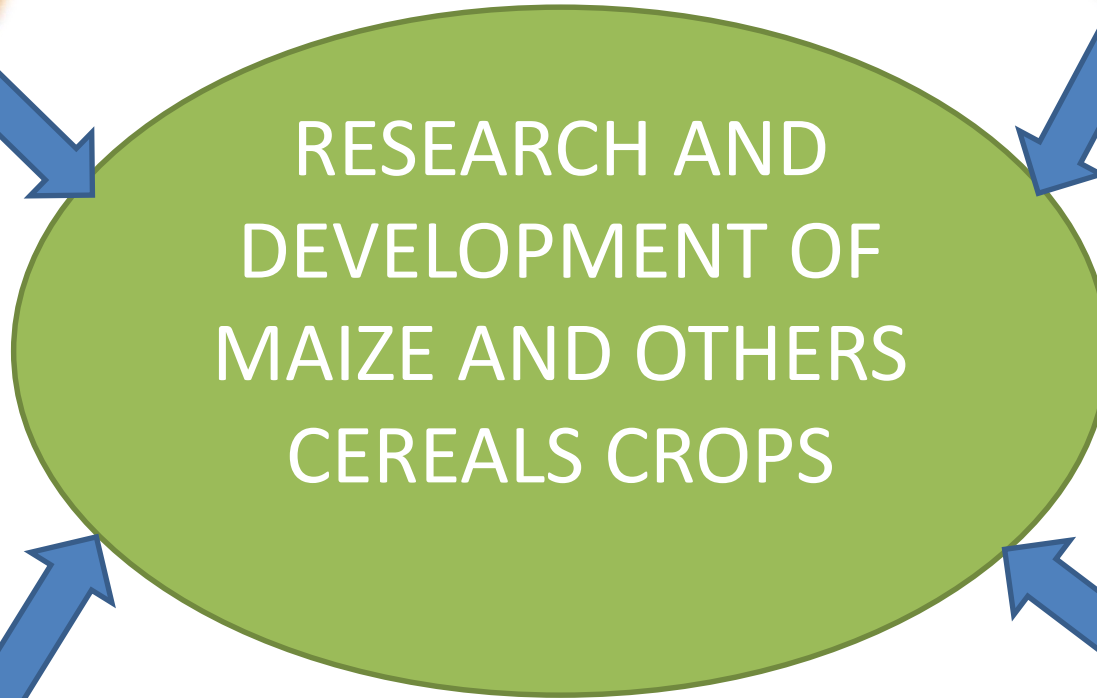 RESEARCH AND
DEVELOPMENT OF
MAIZE AND OTHERS
CEREALS CROPS